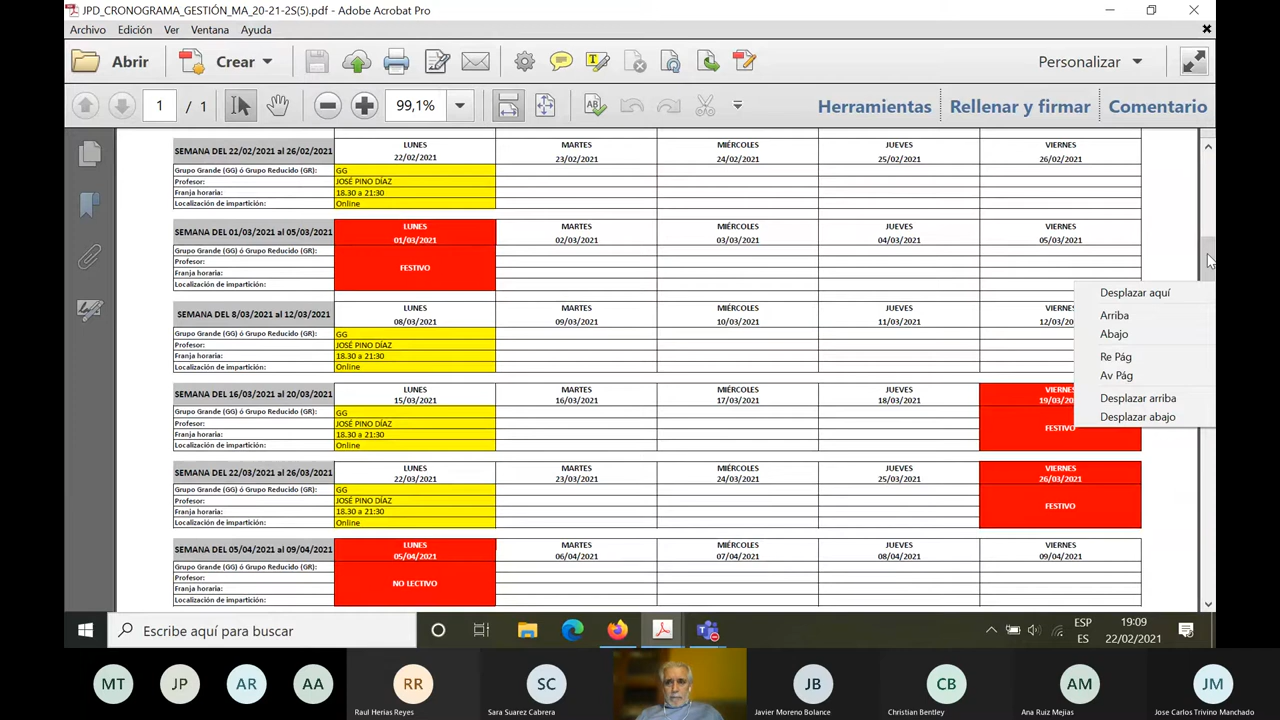 JPD_CRONOGRAMA_GESTIÓN_MA_20-21-2S(5).pdf - Adobe Acrobat Pro
Archivo Edición Ver Ventana Ayuda
Abrir Crear Personalizar
1 / 1 99,1% Herramientas Rellenar y firmar Comentario
SEMANA DEL 22/02/2021 al 26/02/2021 LUNES MARTES MIÉRCOLES JUEVES VIERNES
22/02/2021 23/02/2021 24/02/2021 25/02/2021 26/02/2021
Grupo Grande (GG) ó Grupo Reducido (GR): GG
Profesor: JOSÉ PINO DÍAZ
Franja horaria: 18.30 a 21:30
Localización de impartición: Online
SEMANA DEL 01/03/2021 al 05/03/2021 LUNES MARTES MIÉRCOLES JUEVES VIERNES
01/03/2021 02/03/2021 03/03/2021 04/03/2021 05/03/2021
Grupo Grande (GG) ó Grupo Reducido (GR):
Profesor: FESTIVO
Franja horaria:
Localización de impartición:
SEMANA DEL 8/03/2021 al 12/03/2021 LUNES MARTES MIÉRCOLES JUEVES
08/03/2021 09/03/2021 10/03/2021 11/03/2021
Grupo Grande (GG) ó Grupo Reducido (GR): GG
Profesor: JOSÉ PINO DÍAZ
Franja horaria: 18.30 a 21:30
Localización de impartición: Online
SEMANA DEL 16/03/2021 al 20/03/2021 LUNES MARTES MIÉRCOLES JUEVES
15/03/2021 16/03/2021 17/03/2021 18/03/2021
Grupo Grande (GG) ó Grupo Reducido (GR): GG
Profesor: JOSÉ PINO DÍAZ FESTIVO
Franja horaria: 18.30 a 21:30
Localización de impartición: Online
SEMANA DEL 22/03/2021 al 26/03/2021 LUNES MARTES MIÉRCOLES JUEVES VIERNES
22/03/2021 23/03/2021 24/03/2021 25/03/2021 26/03/2021
Grupo Grande (GG) ó Grupo Reducido (GR): GG
Profesor: JOSÉ PINO DÍAZ FESTIVO
Franja horaria: 18.30 a 21:30
Localización de impartición: Online
SEMANA DEL 05/04/2021 al 09/04/2021 LUNES MARTES MIÉRCOLES JUEVES VIERNES
05/04/2021 06/04/2021 07/04/2021 08/04/2021 09/04/2021
Grupo Grande (GG) ó Grupo Reducido (GR):
Profesor: NO LECTIVO
Franja horaria:
Localización de impartición:
Desplazar aquí
Arriba
Abajo
Re Pág
Av Pág
Desplazar arriba
Desplazar abajo
Escribe aquí para buscar
ESP 19:09
ES 22/02/2021
MT JP AR AA RR SC JB CB AM JM
Raul Herias Reyes Sara Suarez Cabrera Javier Moreno Bolance Christian Bentley Ana Ruiz Mejias Jose Carlos Trivino Manchado